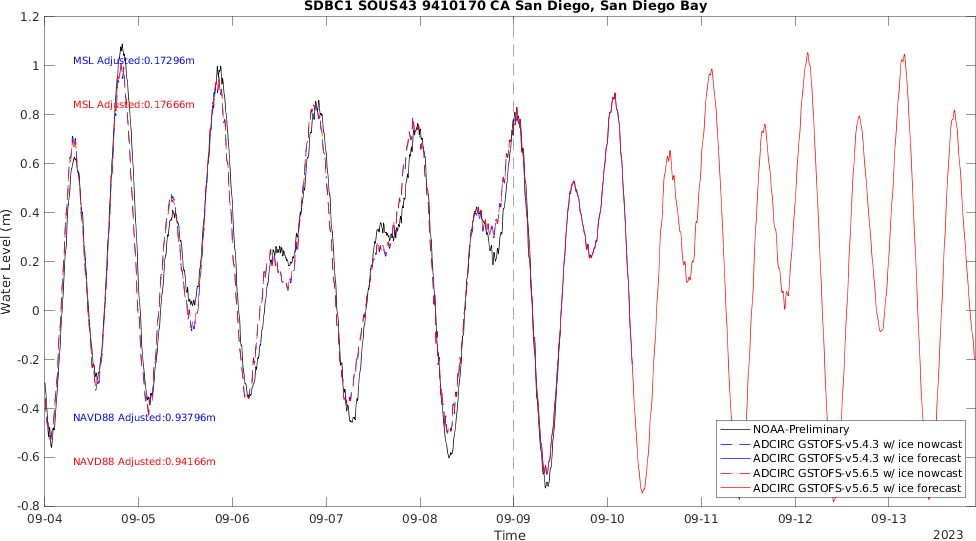 SDBC1 SOUS43 9410170 CA San Diego, San Diego Bay
1.2
1
0.8
0.6
0.4
0.2
0
-0.2
-0.4
-0.6
-0.8
Water Level (m)
MSL Adjusted:0.17296m
MSL Adjusted:0.17666m
NAVD88 Adjusted:0.93796m
NAVD88 Adjusted:0.94166m
NOAA-Preliminary
ADCIRC GSTOFS-v5.4.3 w/ ice nowcast
ADCIRC GSTOFS-v5.4.3 w/ ice forecast
ADCIRC GSTOFS-v5.6.5 w/ ice nowcast
ADCIRC GSTOFS-v5.6.5 w/ ice forecast
09-04 09-05 09-06 09-07 09-08 09-09 09-10 09-11 09-12 09-13
Time
2023